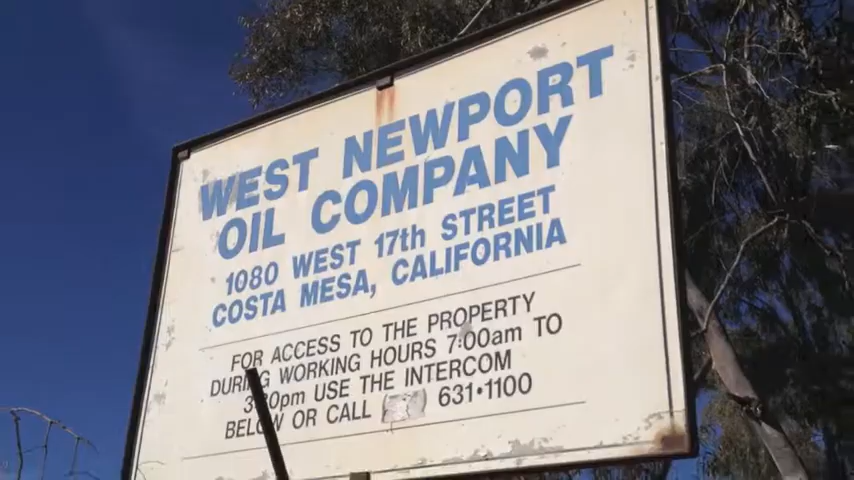 WEST NEWPORT
OIL COMPANY
1080 WEST 17th STREET
COSTA MESA, CALIFORNIA
FOR ACCESS TO THE PROPERTY
DURING WORKING HOURS 7:00am TO
3:30pm USE THE INTERCOM
BELOW OR CALL 631•1100